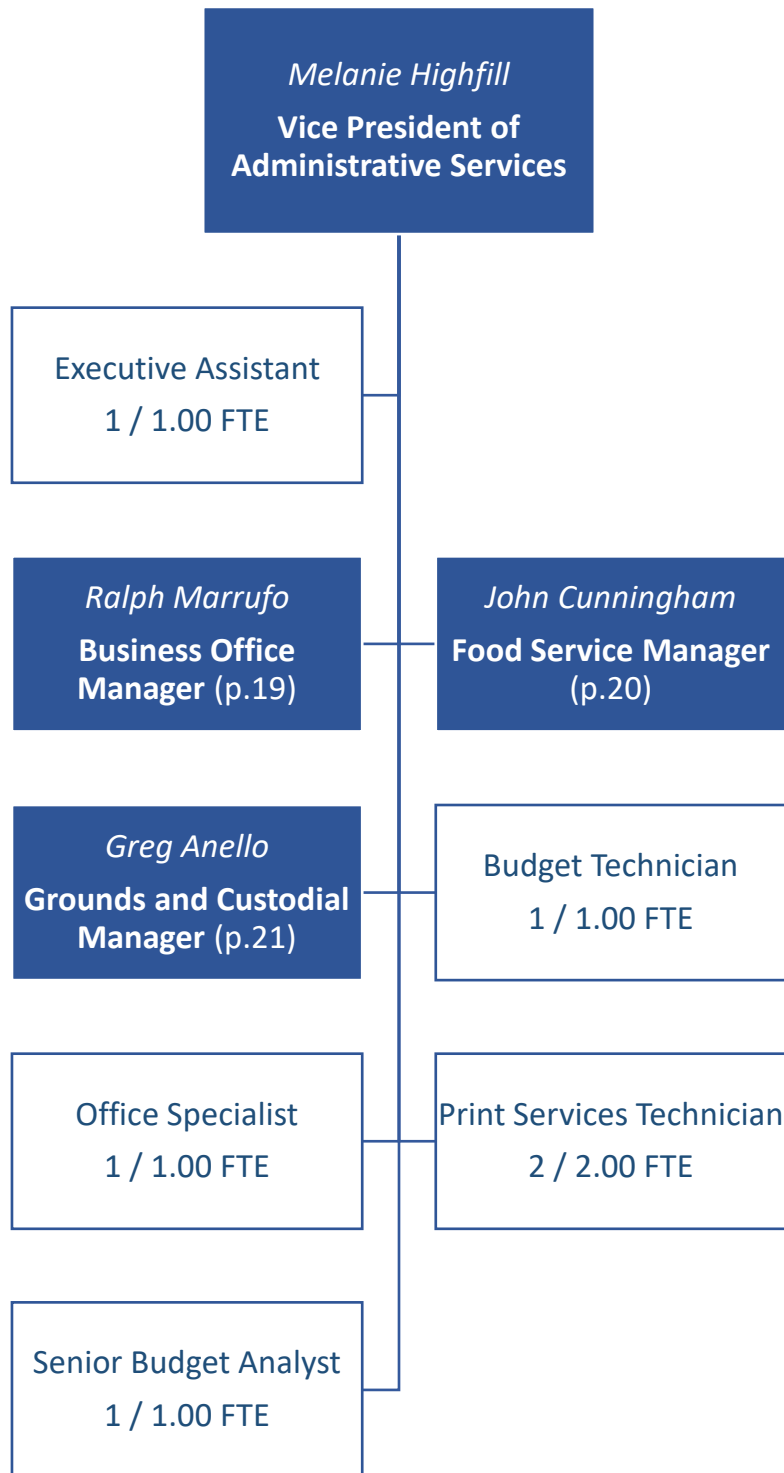 Melanie Highfill
Vice President of
Administrative Services
Executive Assistant
1 / 1.00 FTE
Ralph Marrufo
Business Office
Manager (p.19)
John Cunningham
Food Service Manager
(p.20)
Greg Anello
Grounds and Custodial
Manager (p.21)
Budget Technician
1 / 1.00 FTE
Office Specialist
1 / 1.00 FTE
Print Services Technician
2 / 2.00 FTE
Senior Budget Analyst
1 / 1.00 FTE